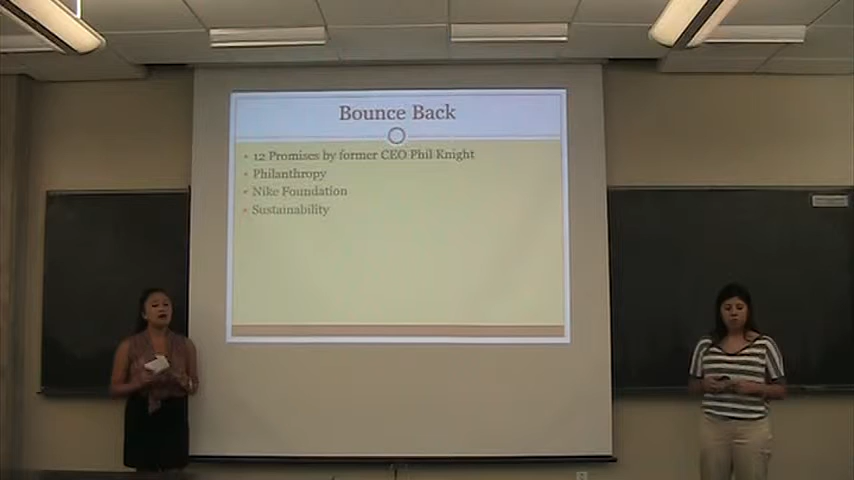 Bounce Back
• 12 Promises by former CEO Phil Knight
• Philanthropy
• Nike Foundation
• Sustainability